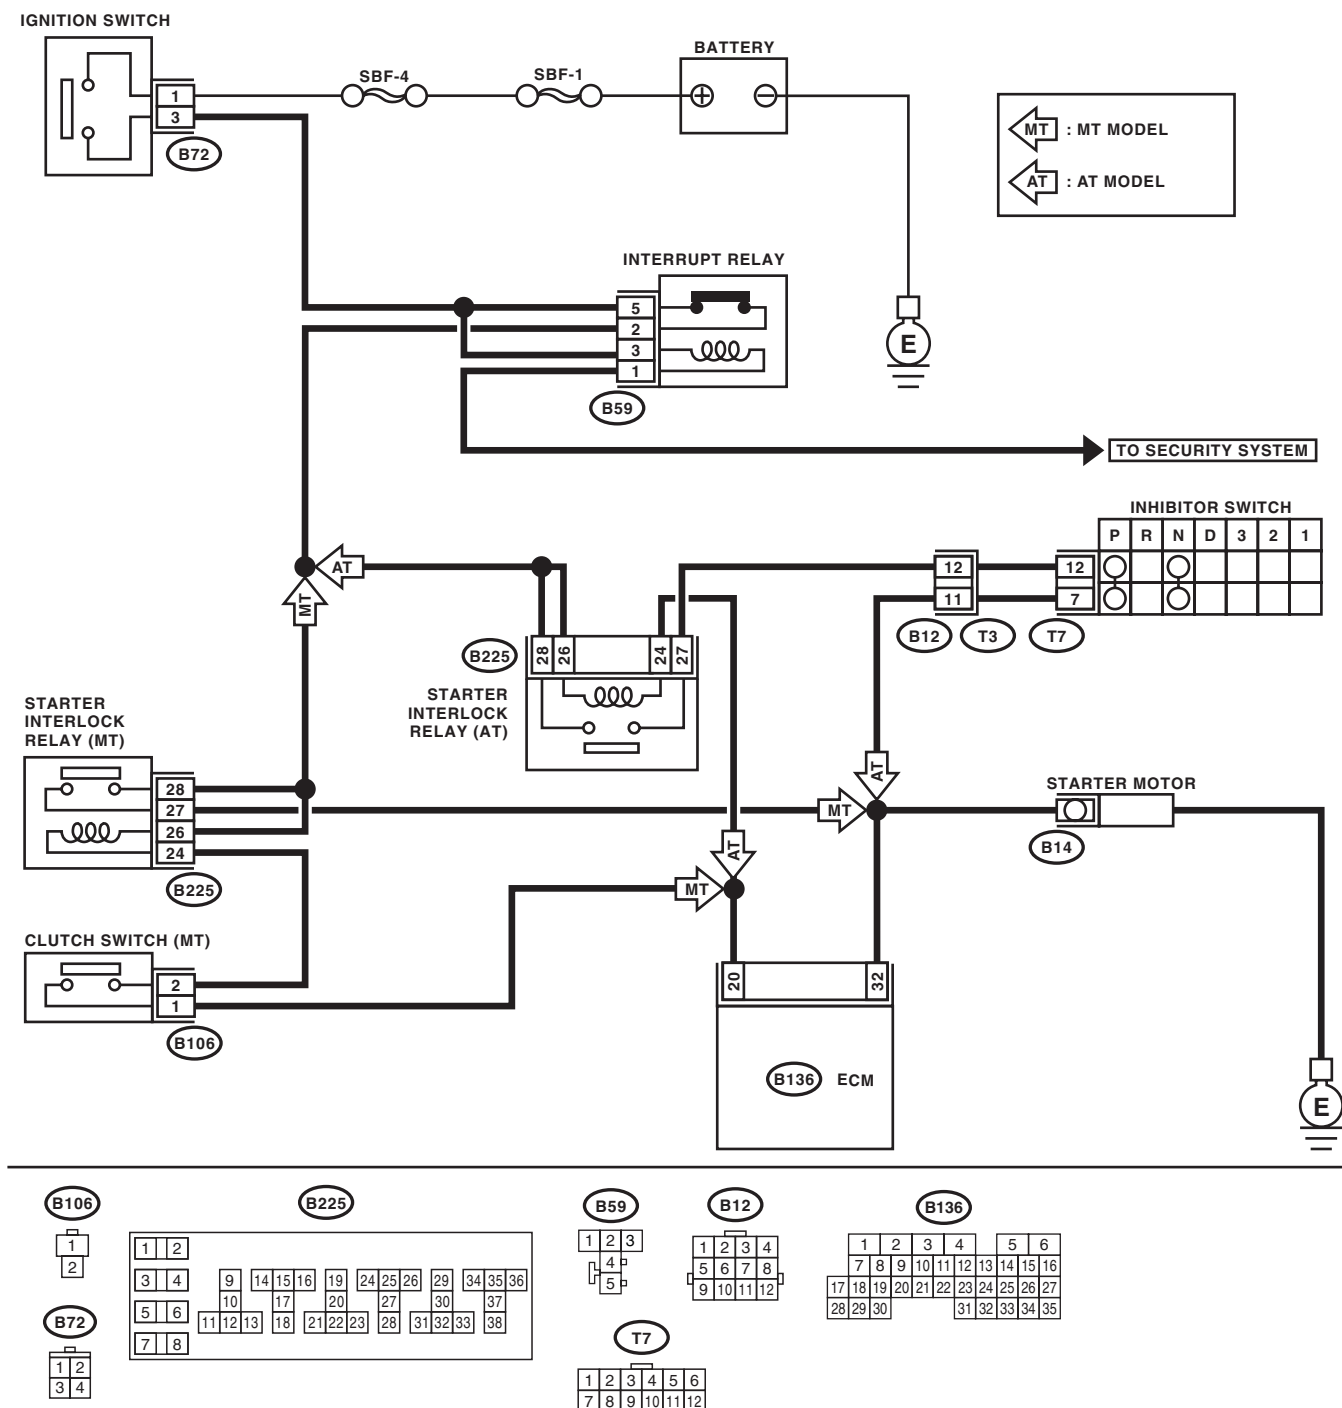 IGNITION SWITCH
1
3
B72
SBF-4
SBF-1
BATTERY
+
−
MT : MT MODEL
AT : AT MODEL
E
INTERRUPT RELAY
5
2
3
1
B59
TO SECURITY SYSTEM
INHIBITOR SWITCH
P R N D 3 2 1
12 12
11 7
B12 T3 T7
AT
MT
B225
28 26 24 27
STARTER
INTERLOCK
RELAY (AT)
STARTER
INTERLOCK
RELAY (MT)
28
27
26
24
B225
AT
MT
STARTER MOTOR
B14
AT
MT
CLUTCH SWITCH (MT)
2
1
B106
20 32
B136 ECM
E
B106
1
2
B72
1 2
3 4
B225
1 2
3 4 9 14 15 16 19 24 25 26 29 34 35 36
10 17 20 27 30 37
5 6 11 12 13 18 21 22 23 28 31 32 33 38
7 8
B59
1 2 3
4
5
B12
1 2 3 4
5 6 7 8
9 10 11 12
B136
1 2 3 4 5 6
7 8 9 10 11 12 13 14 15 16
17 18 19 20 21 22 23 24 25 26 27
28 29 30 31 32 33 34 35
T7
1 2 3 4 5 6
7 8 9 10 11 12